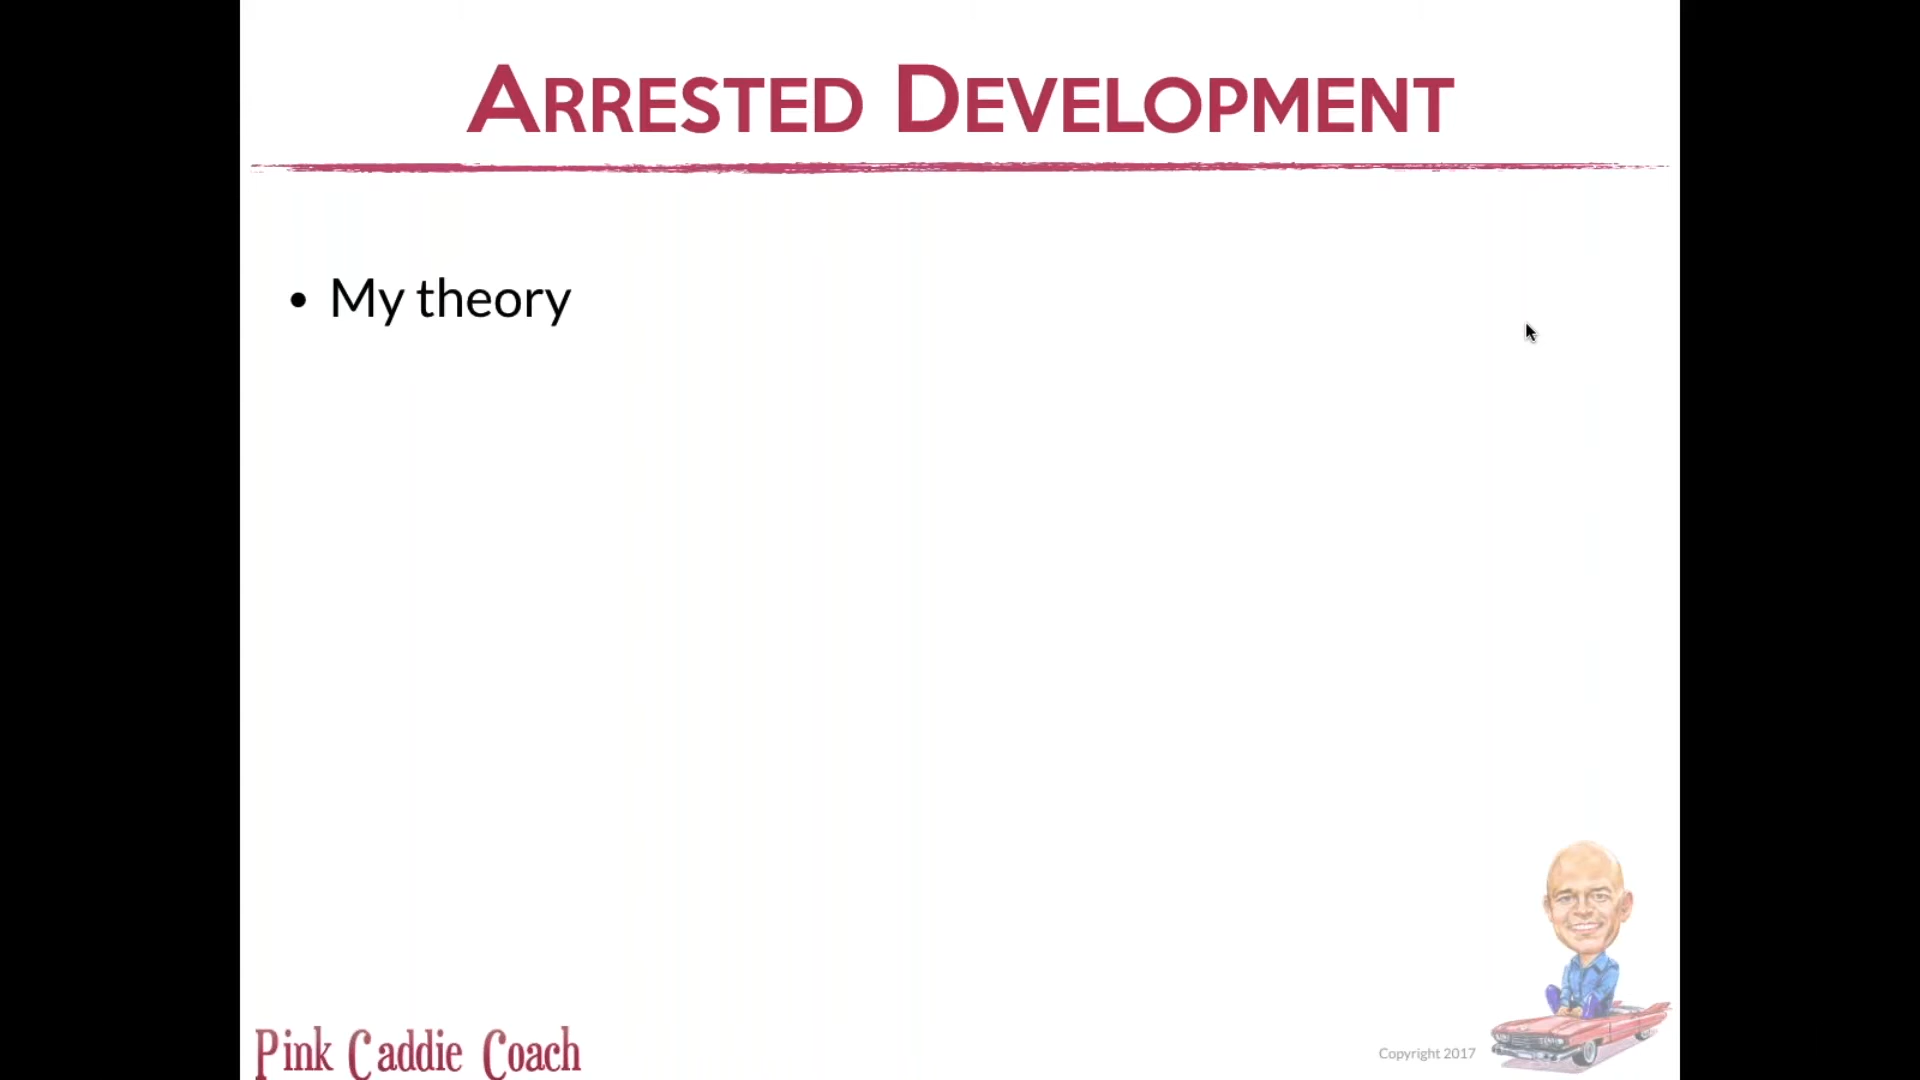 ARRESTED DEVELOPMENT
• My theory
Pink Caddie Coach
Copyright 2017